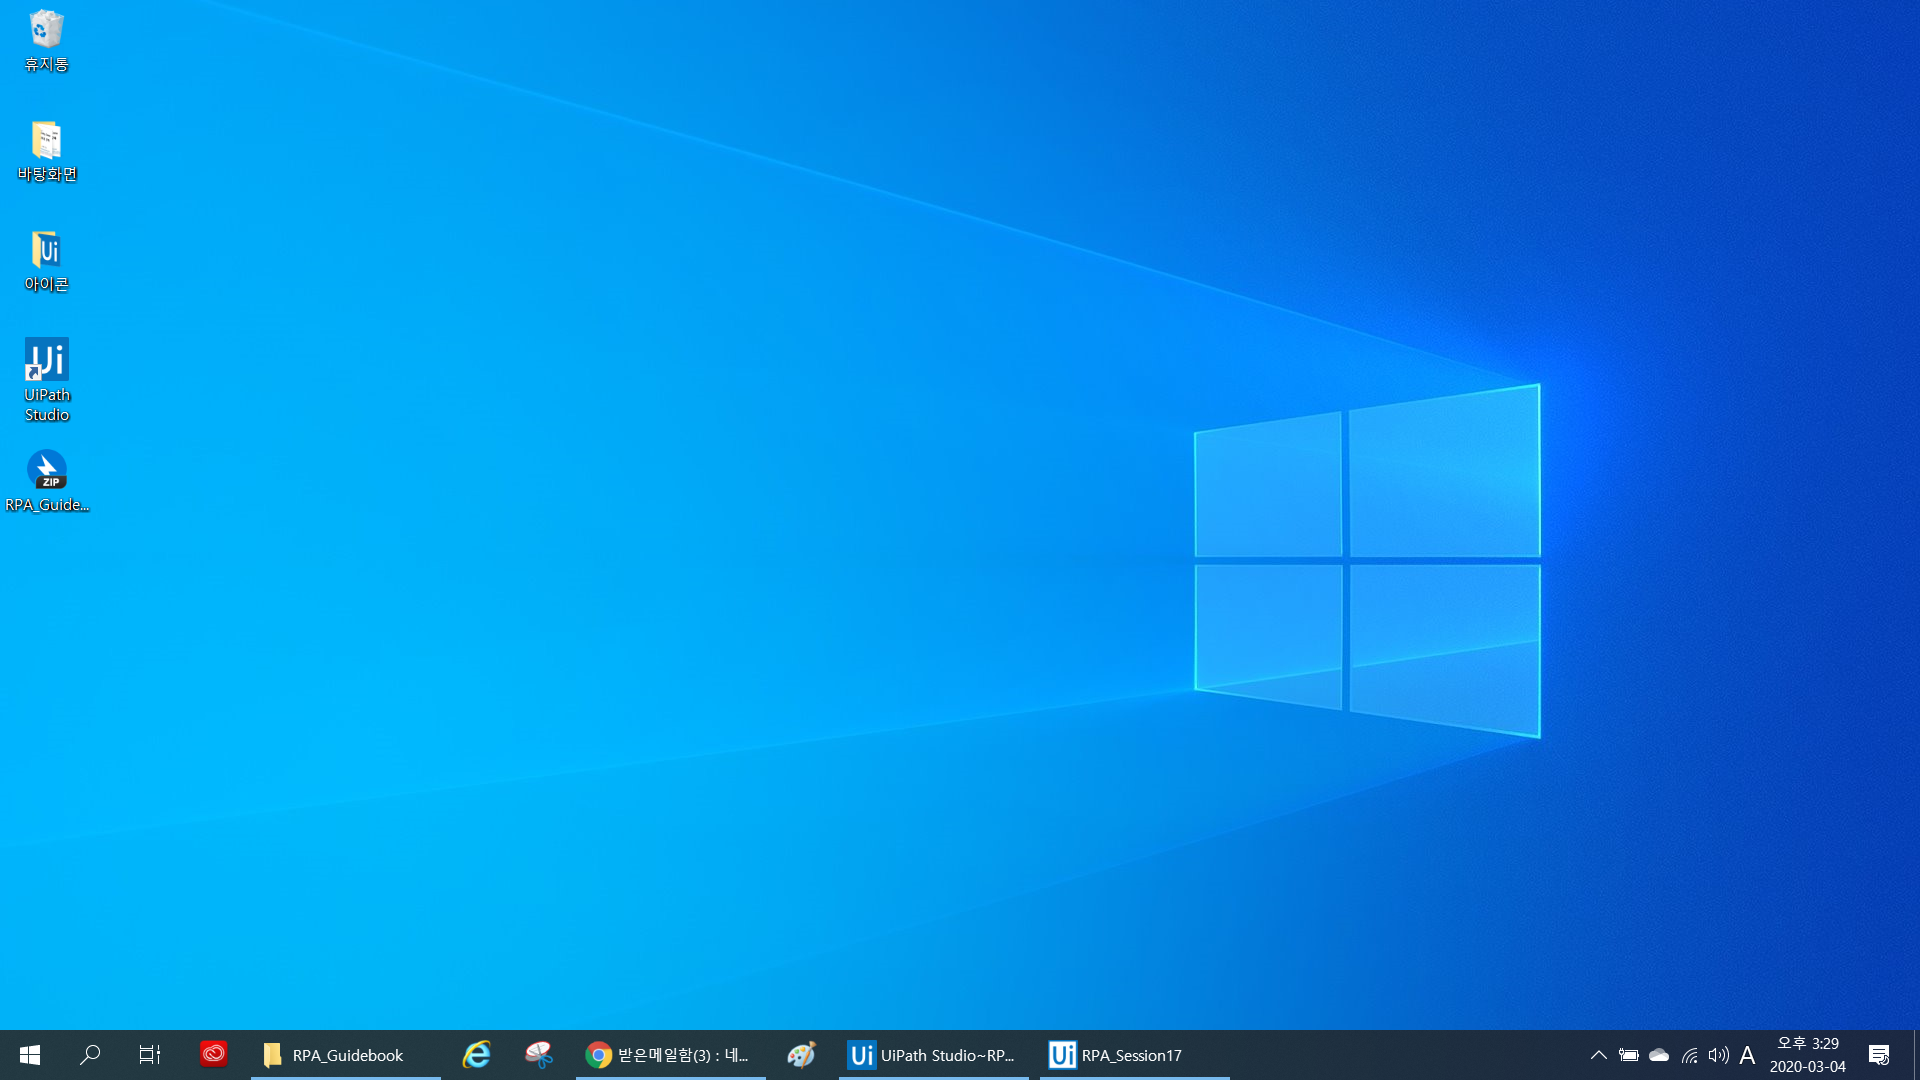 휴지통
바탕화면
아이콘
Ui
UiPath
Studio
ZIP
RPA_Guide...
RPA_Guidebook
받은메일함(3) : 네...
Ui UiPath Studio~RP...
Ui RPA_Session17
A
오후 3:29
2020-03-04